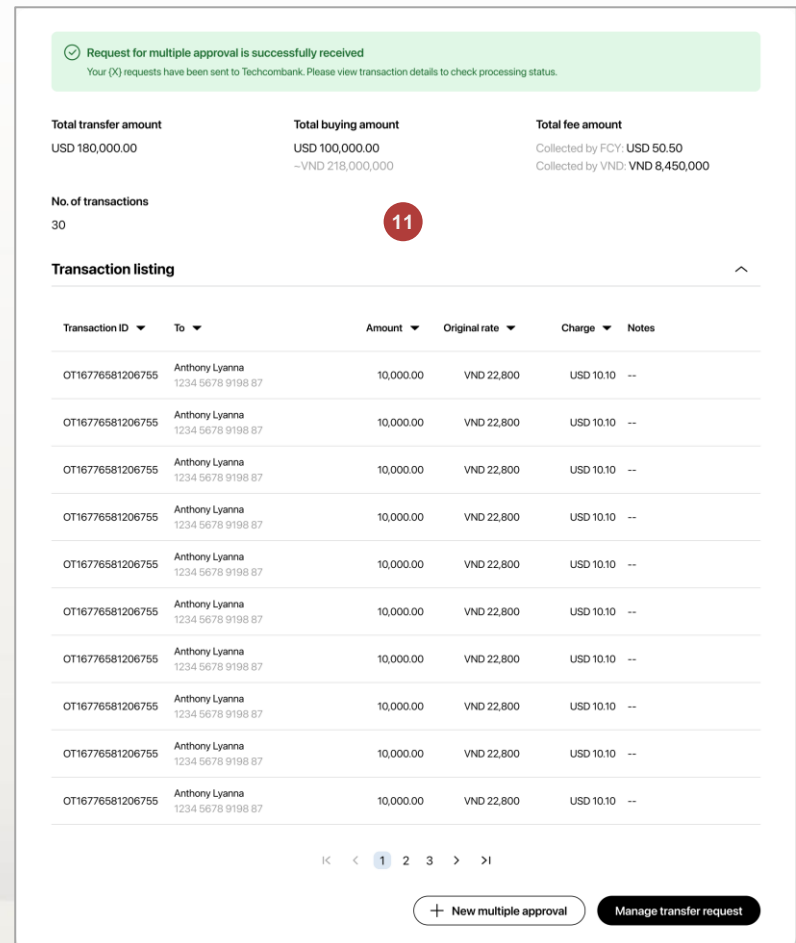 Request for multiple approval is successfully received
Your {X} requests have been sent to Techcombank. Please view transaction details to check processing status.
Total transfer amount
Total buying amount
Total fee amount
USD 180,000.00
USD 100,000.00
Collected by FCY: USD 50.50
~VND 218,000,000
Collected by VND: VND 8,450,000
No. of transactions
30
11
Transaction listing
Transaction ID To Amount Original rate Charge Notes
Anthony Lyanna
OT16776581206755 10,000.00 VND 22,800 USD 10.10 --
1234 5678 9198 87
Anthony Lyanna
OT16776581206755 10,000.00 VND 22,800 USD 10.10 --
1234 5678 9198 87
Anthony Lyanna
OT16776581206755 10,000.00 VND 22,800 USD 10.10 --
1234 5678 9198 87
Anthony Lyanna
OT16776581206755 10,000.00 VND 22,800 USD 10.10 --
1234 5678 9198 87
Anthony Lyanna
OT16776581206755 10,000.00 VND 22,800 USD 10.10 --
1234 5678 9198 87
Anthony Lyanna
OT16776581206755 10,000.00 VND 22,800 USD 10.10 --
1234 5678 9198 87
Anthony Lyanna
OT16776581206755 10,000.00 VND 22,800 USD 10.10 --
1234 5678 9198 87
Anthony Lyanna
OT16776581206755 10,000.00 VND 22,800 USD 10.10 --
1234 5678 9198 87
Anthony Lyanna
OT16776581206755 10,000.00 VND 22,800 USD 10.10 --
1234 5678 9198 87
Anthony Lyanna
OT16776581206755 10,000.00 VND 22,800 USD 10.10 --
1234 5678 9198 87
1 2 3
+ New multiple approval
Manage transfer request